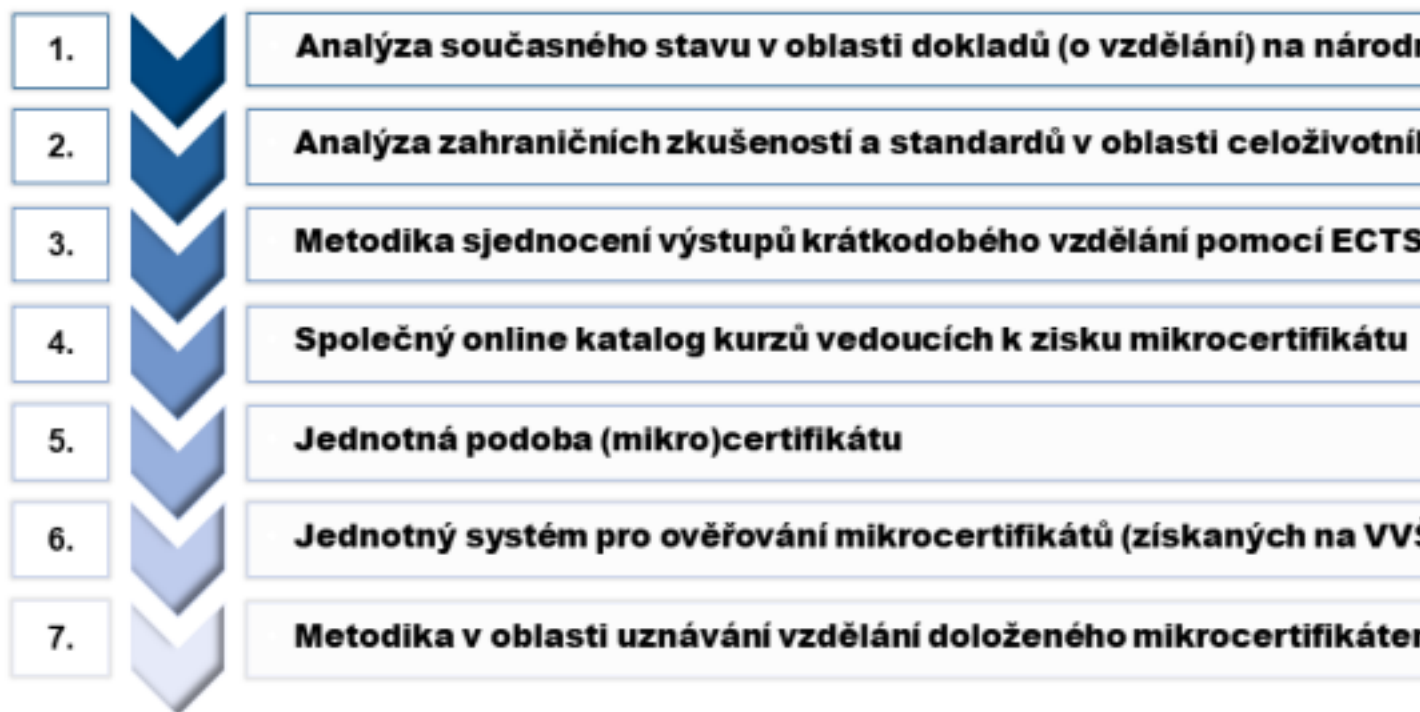 1. Analýza současného stavu v oblasti dokladů (o vzdělání) na národ
2. Analýza zahraničních zkušeností a standardů v oblasti celoživotní
3. Metodika sjednocení výstupů krátkodobého vzdělání pomocí ECTS
4. Společný online katalog kurzů vedoucích k zisku mikrocertifikátu
5. Jednotná podoba (mikro)certifikátu
6. Jednotný systém pro ověřování mikrocertifikátů (získaných na VVŠ
7. Metodika v oblasti uznávání vzdělání doloženého mikrocertifikáte